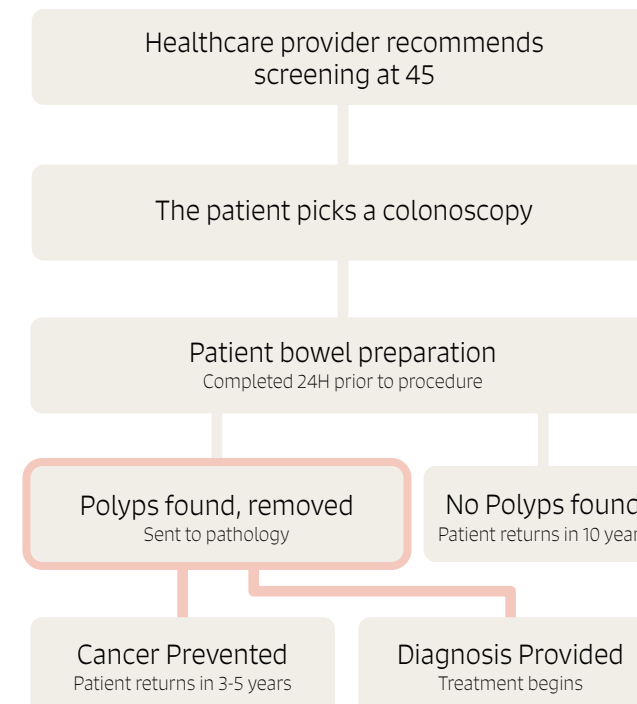 Healthcare provider recommends
screening at 45
The patient picks a colonoscopy
Patient bowel preparation
Completed 24H prior to procedure
Polyps found, removed
Sent to pathology
No Polyps found
Patient returns in 10 year
Cancer Prevented
Patient returns in 3-5 years
Diagnosis Provided
Treatment begins